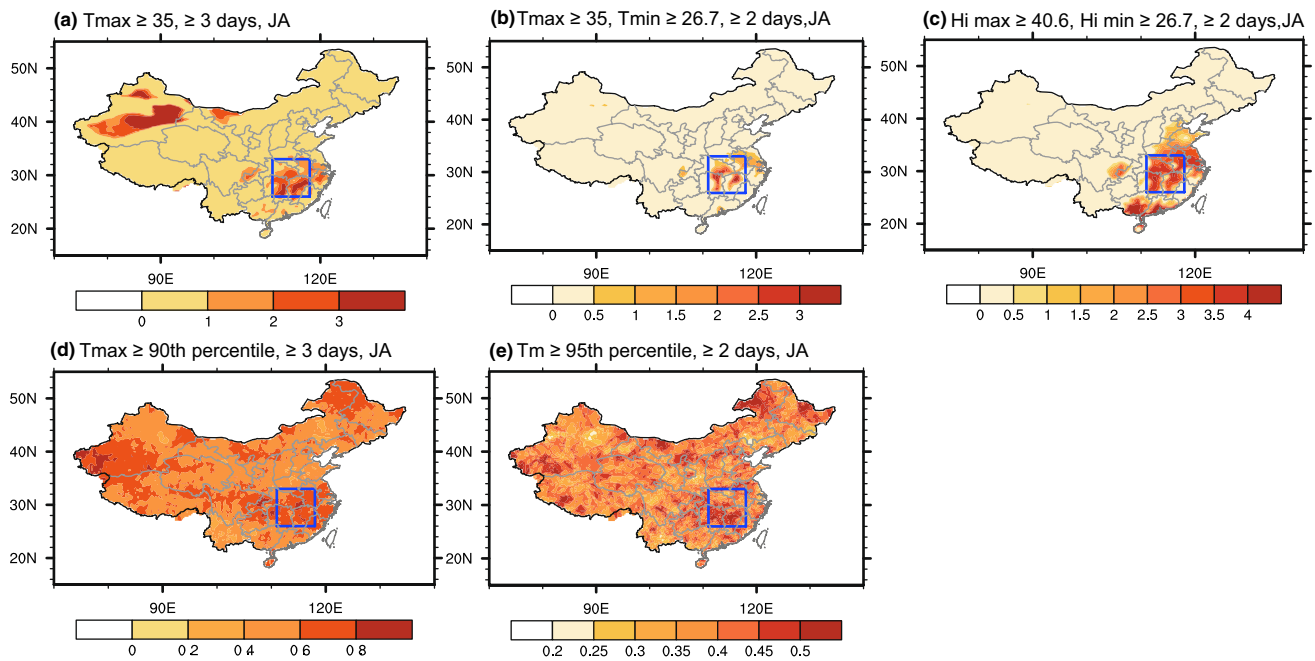 (a) Tmax ≥ 35, ≥ 3 days, JA
(b) Tmax ≥ 35, Tmin ≥ 26.7, ≥ 2 days,JA
(c) Hi max ≥ 40.6, Hi min ≥ 26.7, ≥ 2 days,JA
50N
40N
30N
20N
90E 120E
0 1 2 3
50N
40N
30N
20N
90E 120E
0 0.5 1 1.5 2 2.5 3
50N
40N
30N
20N
90E 120E
0 0.5 1 1.5 2 2.5 3 3.5 4
(d) Tmax ≥ 90th percentile, ≥ 3 days, JA
(e) Tm ≥ 95th percentile, ≥ 2 days, JA
50N
40N
30N
20N
90E 120E
0 0 2 0 4 0 6 0 8
50N
40N
30N
20N
90E 120E
0.2 0.25 0.3 0.35 0.4 0.45 0.5